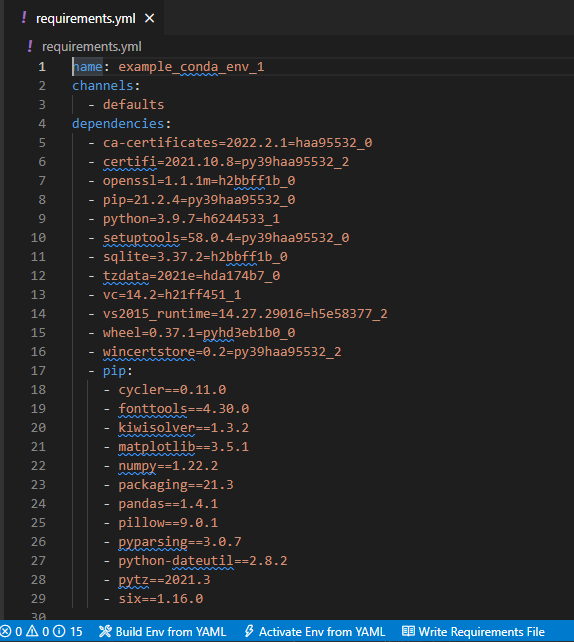 ! requirements.yml ×
! requirements.yml
1 name: example_conda_env_1
2 channels:
3 - defaults
4 dependencies:
5 - ca-certificates=2022.2.1=haa95532_0
6 - certifi=2021.10.8=py39haa95532_2
7 - openssl=1.1.1m=h2bbff1b_0
8 - pip=21.2.4=py39haa95532_0
9 - python=3.9.7=h6244533_1
10 - setuptools=58.0.4=py39haa95532_0
11 - sqlite=3.37.2=h2bbff1b_0
12 - tzdata=2021e=hda174b7_0
13 - vc=14.2=h21ff451_1
14 - vs2015_runtime=14.27.29016=h5e58377_2
15 - wheel=0.37.1=pyhd3eb1b0_0
16 - wincertstore=0.2=py39haa95532_2
17 - pip:
18 - cycler==0.11.0
19 - fonttools==4.30.0
20 - kiwisolver==1.3.2
21 - matplotlib==3.5.1
22 - numpy==1.22.2
23 - packaging==21.3
24 - pandas==1.4.1
25 - pillow==9.0.1
26 - pyparsing==3.0.7
27 - python-dateutil==2.8.2
28 - pytz==2021.3
29 - six==1.16.0
30
0 0 15 Build Env from YAML Activate Env from YAML Write Requirements File